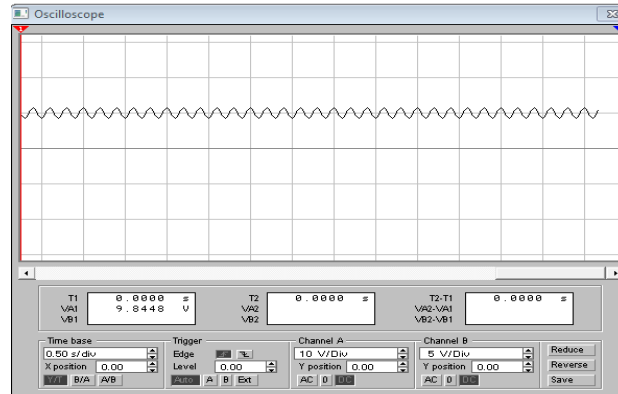 Oscilloscope
1
T1 0.0000 s T2 0.0000 s T2-T1 0.0000 s
VA1 9.8448 V VA2 VA2-VA1
VB1 VB2 VB2-VB1
Time base Trigger Channel A Channel B
0.50 s/div Edge 10 V/Div 5 V/Div Reduce
X position 0.00 Level 0.00 Y position 0.00 Y position 0.00 Reverse
Y/T B/A A/B Auto A B Ext AC 0 DC AC 0 DC Save